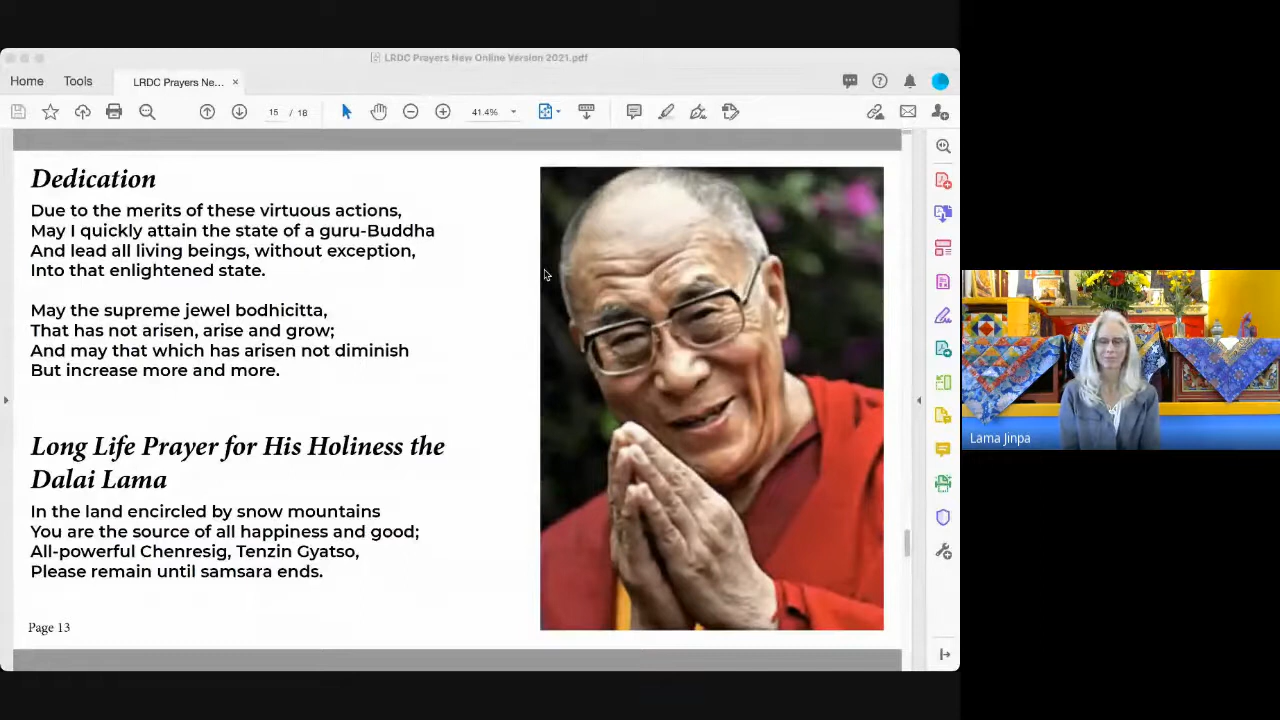 LRDC Prayers New Online Version 2021.pdf
Home
Tools
LRDC Prayers Ne... ×
15 / 18
41.4%
Dedication
Due to the merits of these virtuous actions,
May I quickly attain the state of a guru-Buddha
And lead all living beings, without exception,
Into that enlightened state.
May the supreme jewel bodhicitta,
That has not arisen, arise and grow;
And may that which has arisen not diminish
But increase more and more.
Long Life Prayer for His Holiness the
Dalai Lama
In the land encircled by snow mountains
You are the source of all happiness and good;
All-powerful Chenresig, Tenzin Gyatso,
Please remain until samsara ends.
Page 13
Lama Jinpa